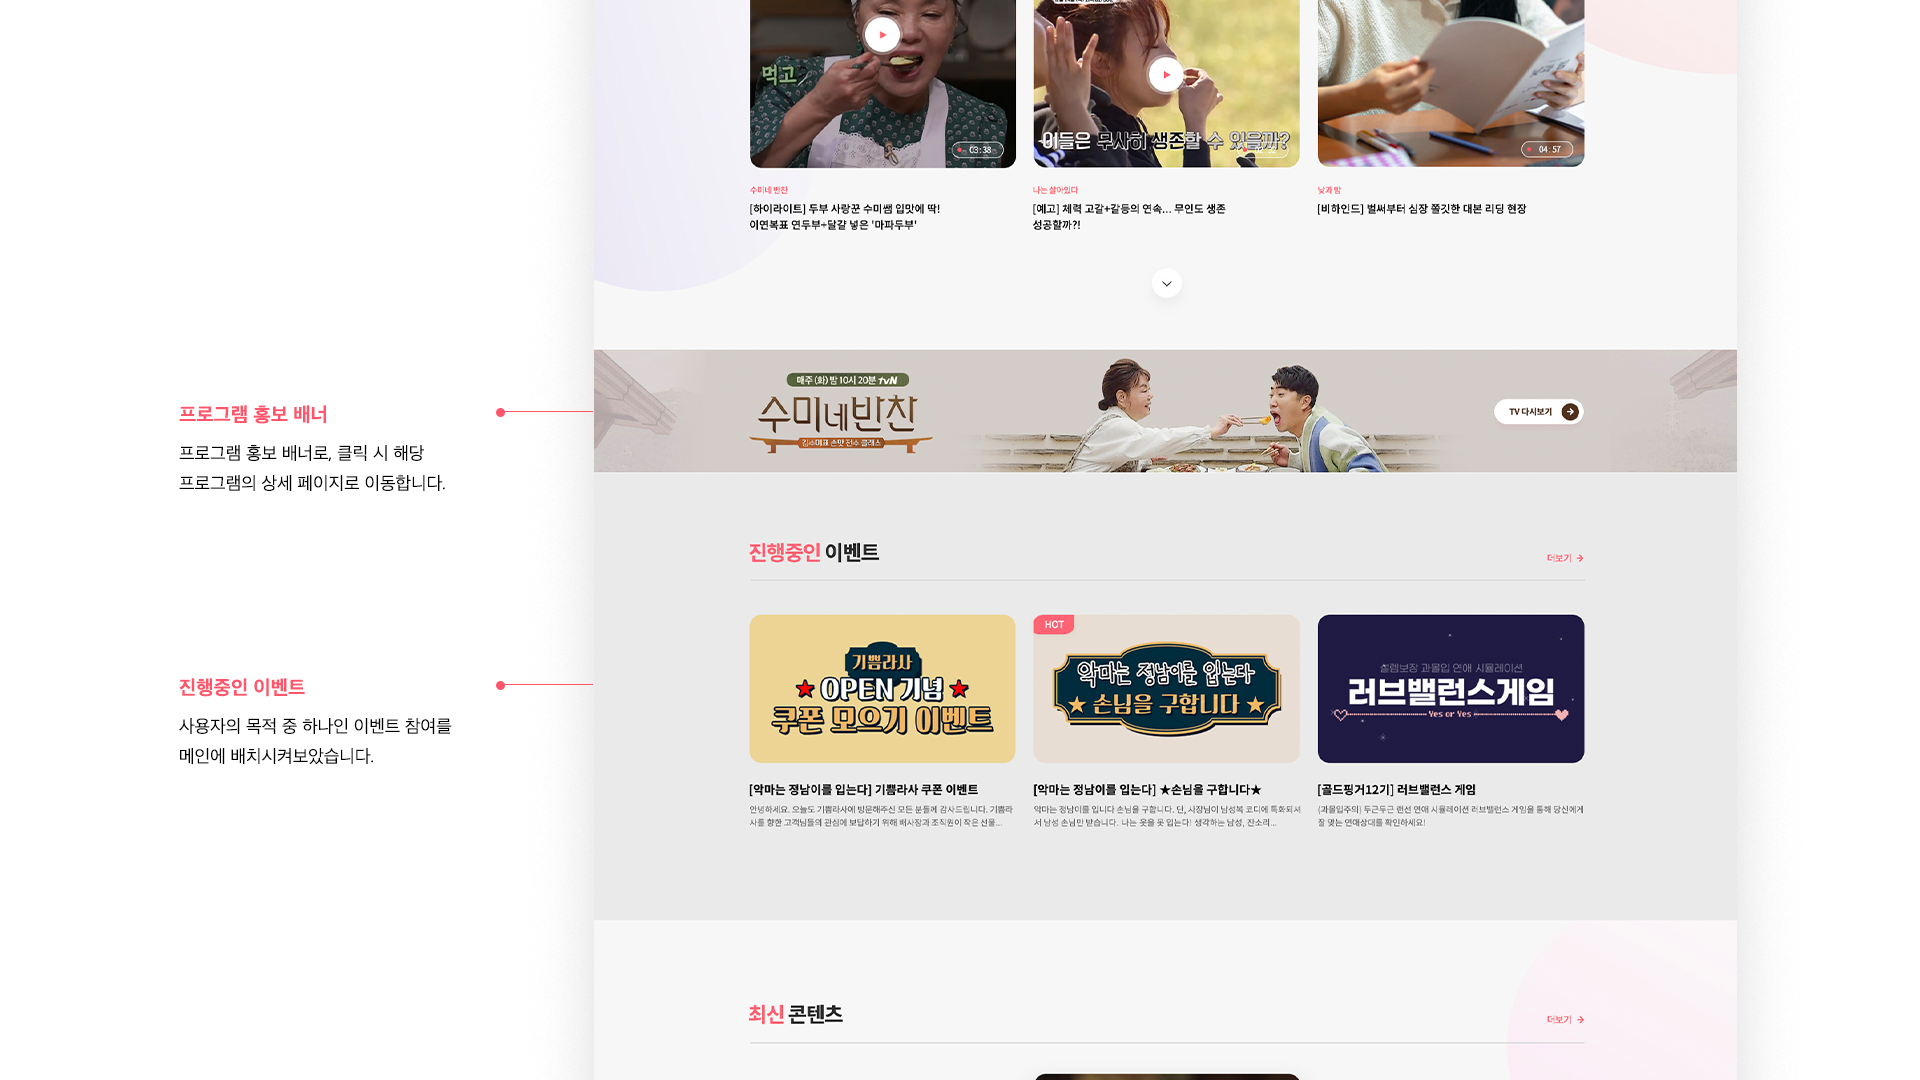 먹고
이들은 무사히 생존할 수 있을까?
03:38
04:57
수미네 반찬
[하이라이트] 두부 사랑꾼 수미쌤 입맛에 딱!
이연복표 연두부+달걀 넣은 '마파두부'
나는 살아있다
[예고] 체력 고갈+갈등의 연속... 무인도 생존
성공할까?!
낮과 밤
[비하인드] 벌써부터 심장 쫄깃한 대본 리딩 현장
프로그램 홍보 배너
프로그램 홍보 배너로, 클릭 시 해당
프로그램의 상세 페이지로 이동합니다.
매주 (화) 밤 10시 20분 tvN
수미네반찬
김수미표 손맛 전수 클래스
TV 다시보기
진행중인 이벤트
더보기
진행중인 이벤트
사용자의 목적 중 하나인 이벤트 참여를
메인에 배치시켜보았습니다.
기쁨라사
★ OPEN 기념 ★
쿠폰 모으기 이벤트
[악마는 정남이를 입는다] 기쁨라사 쿠폰 이벤트
안녕하세요. 오늘도 기쁨라사에 방문해주신 모든 분들께 감사드립니다. 기쁨라
사를 향한 고객님들의 관심에 보답하기 위해 배사장과 조직원이 작은 선물...
HOT
악마는 정남이를 입는다
★ 손님을 구합니다 ★
[악마는 정남이를 입는다] ★손님을 구합니다★
악마는 정남이를 입니다 손님을 구합니다. 단, 사장님이 남성복 코디에 특화되셔
서 남성 손님만 받습니다. 나는 옷을 못 입는다! 생각하는 남성, 잔소리...
설렘보장 과몰입 연애 시뮬레이션
러브밸런스게임
Yes or Yes
[골드핑거12기] 러브밸런스 게임
(과몰입주의) 두근두근 랜선 연애 시뮬레이션 러브밸런스 게임을 통해 당신에게
잘 맞는 연애상대를 확인하세요!
최신 콘텐츠
더보기